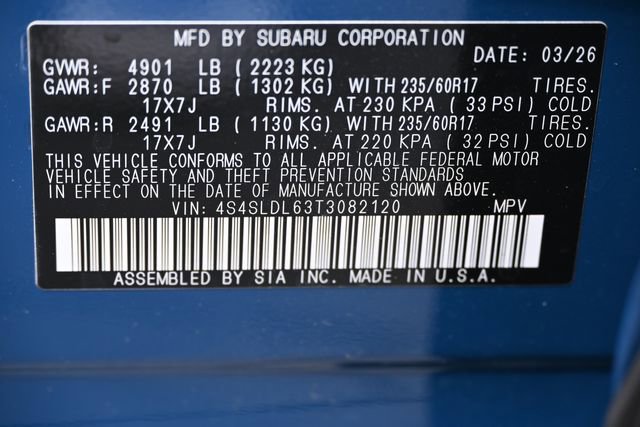 MFD BY SUBARU CORPORATION
DATE: 03/26
GVWR: 4901 LB ( 2223 KG)
GAWR:F 2870 LB ( 1302 KG) WITH 235/60R17 TIRES.
17X7J RIMS. AT 230 KPA ( 33 PSI) COLD
GAWR:R 2491 LB ( 1130 KG) WITH 235/60R17 TIRES.
17X7J RIMS. AT 220 KPA ( 32 PSI) COLD
THIS VEHICLE CONFORMS TO ALL APPLICABLE FEDERAL MOTOR
VEHICLE SAFETY AND THEFT PREVENTION STANDARDS
IN EFFECT ON THE DATE OF MANUFACTURE SHOWN ABOVE.
VIN: 4S4SLDL63T3082120 MPV
ASSEMBLED BY SIA INC. MADE IN U.S.A.